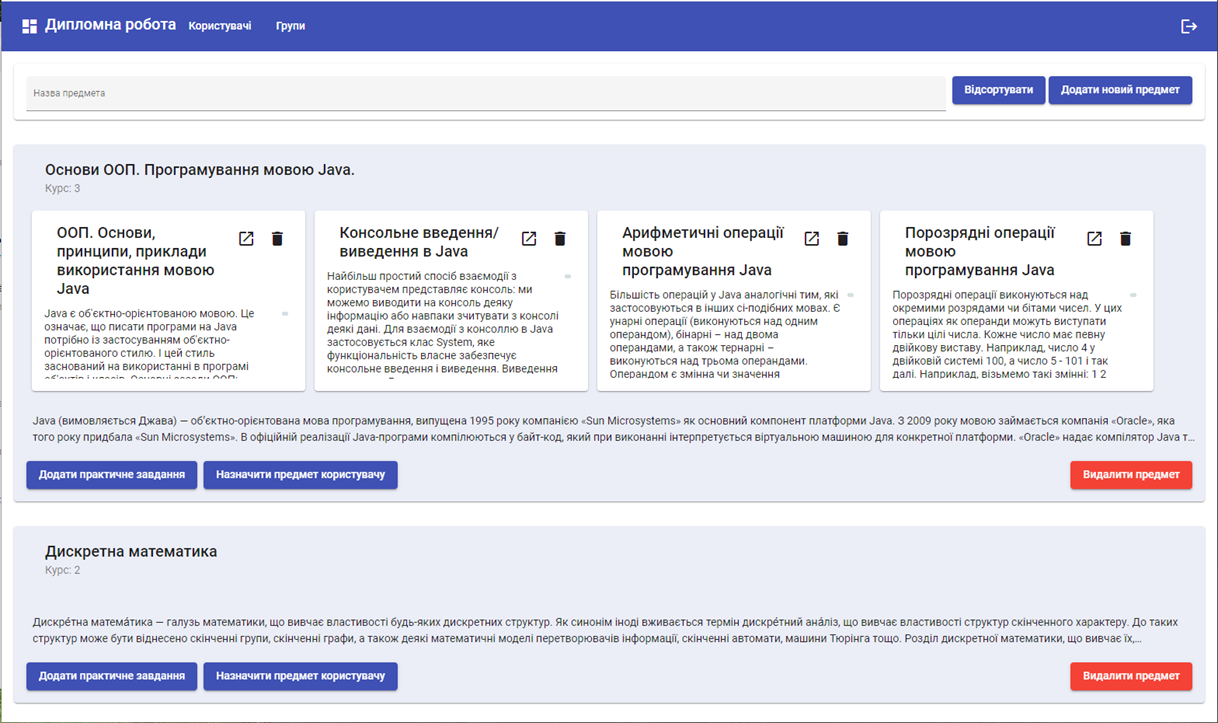 Дипломна робота Користувачі Групи
Назва предмета
Відсортувати Додати новий предмет
Основи ООП. Програмування мовою Java.
Курс: 3
ООП. Основи,
принципи, приклади
використання мовою
Java
Java є об'єктно-орієнтованою мовою. Це
означає, що писати програми на Java
потрібно із застосуванням об'єктно-
орієнтованого стилю. І цей стиль
заснований на використанні в програмі
об'єктів і класів. Основні засади ООП:
Консольне введення/
виведення в Java
Найбільш простий спосіб взаємодії з
користувачем представляє консоль: ми
можемо виводити на консоль деяку
інформацію або навпаки зчитувати з консолі
деякі дані. Для взаємодії з консоллю в Java
застосовується клас System, яке
функціональність власне забезпечує
консольне введення і виведення. Виведення
Арифметичні операції
мовою
програмування Java
Більшість операцій у Java аналогічні тим, які
застосовуються в інших сі-подібних мовах. Є
унарні операції (виконуються над одним
операндом), бінарні – над двома
операндами, а також тернарні –
виконуються над трьома операндами.
Операндом є змінна чи значення
Порозрядні операції
мовою
програмування Java
Порозрядні операції виконуються над
окремими розрядами чи бітами чисел. У цих
операціях як операнди можуть виступати
тільки цілі числа. Кожне число має певну
двійкову виставу. Наприклад, число 4 у
двійковій системі 100, а число 5 - 101 і так
далі. Наприклад, візьмемо такі змінні: 1 2
Java (вимовляється Джава) — об'єктно-орієнтована мова програмування, випущена 1995 року компанією «Sun Microsystems» як основний компонент платформи Java. З 2009 року мовою займається компанія «Oracle», яка
того року придбала «Sun Microsystems». В офіційній реалізації Java-програми компілюються у байт-код, який при виконанні інтерпретується віртуальною машиною для конкретної платформи. «Oracle» надає компілятор Java т...
Додати практичне завдання Назначити предмет користувачу Видалити предмет
Дискретна математика
Курс: 2
Дискре́тна матема́тика — галузь математики, що вивчає властивості будь-яких дискретних структур. Як синонім іноді вживається термін дискре́тний ана́ліз, що вивчає властивості структур скінченного характеру. До таких
структур може бути віднесено скінченні групи, скінченні графи, а також деякі математичні моделі перетворювачів інформації, скінченні автомати, машини Тюрінга тощо. Розділ дискретної математики, що вивчає їх,...
Додати практичне завдання Назначити предмет користувачу Видалити предмет